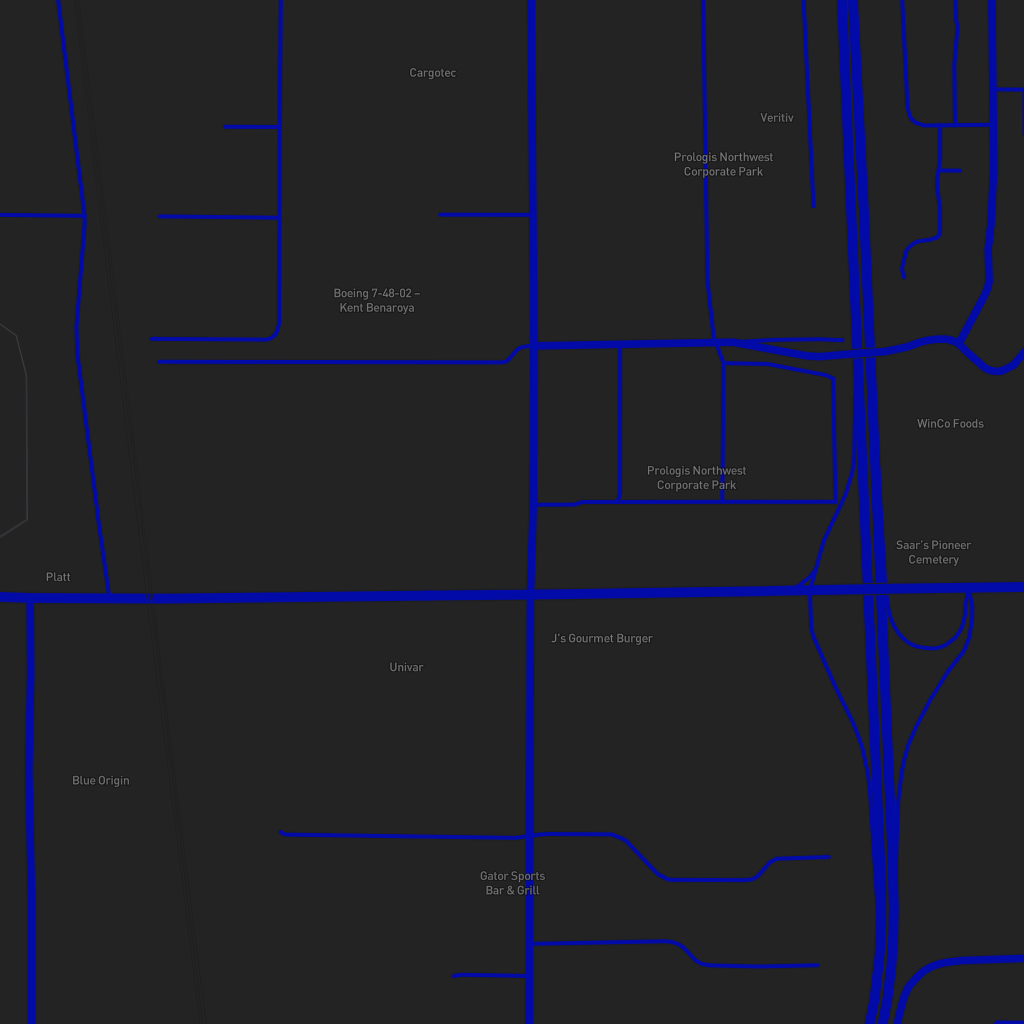 Cargotec
Veritiv
Prologis Northwest
Corporate Park
Boeing 7-48-02 –
Kent Benaroya
WinCo Foods
Prologis Northwest
Corporate Park
Saar's Pioneer
Cemetery
Platt
J's Gourmet Burger
Univar
Blue Origin
Gator Sports
Bar & Grill